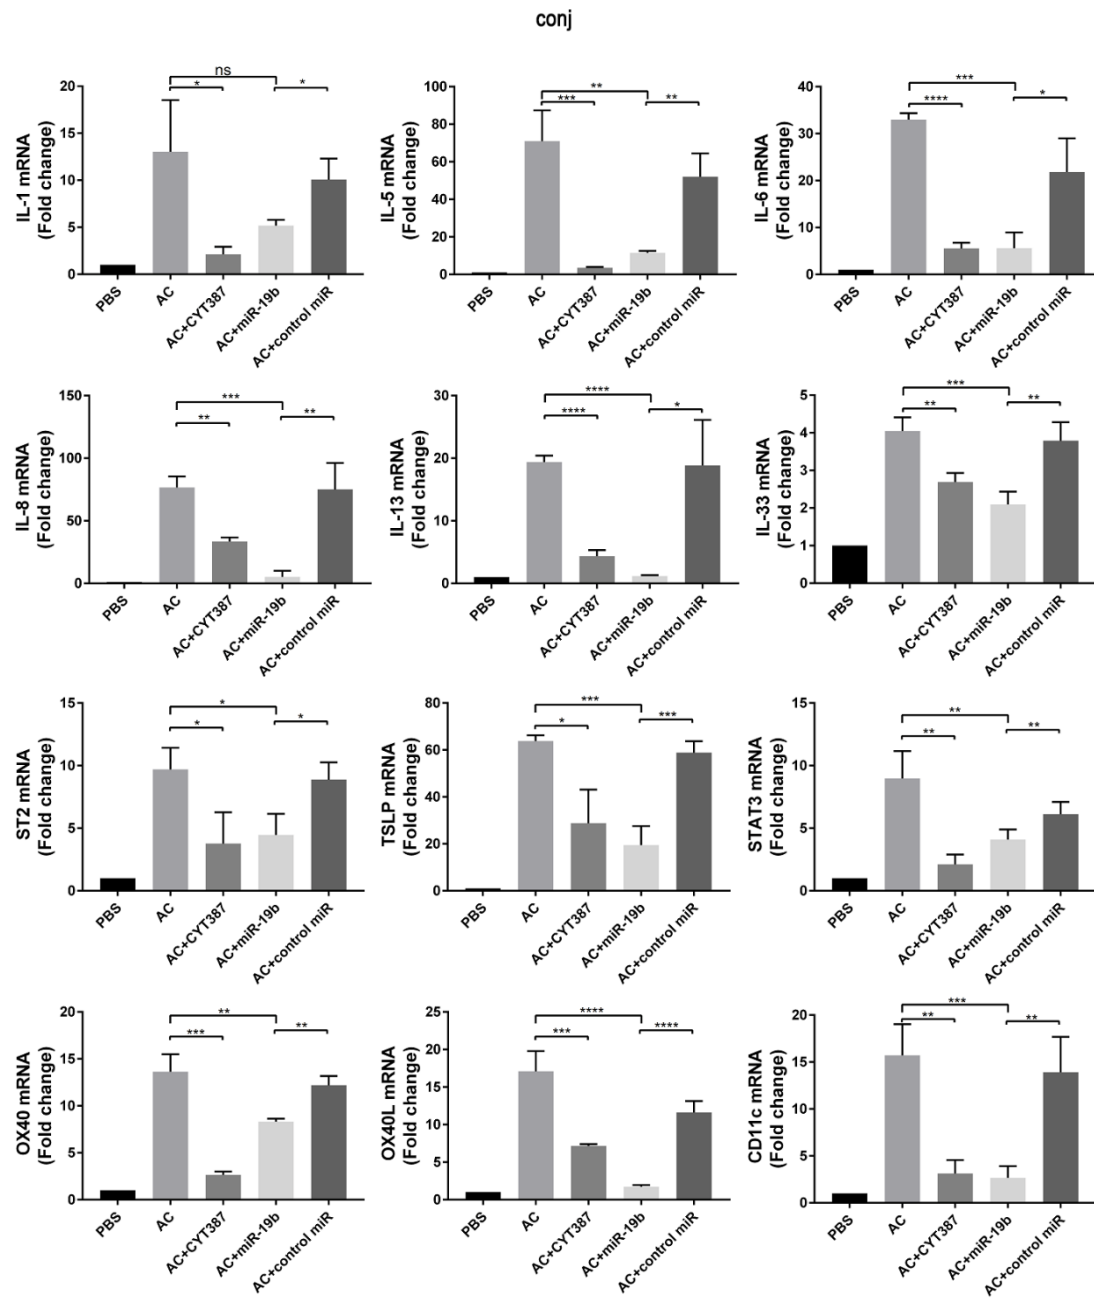 conj
IL-1 mRNA
(Fold change)
20
15
10
5
0
ns
*
*
PBS
AC
AC+CYT387
AC+miR-19b
AC+control miR
IL-5 mRNA
(Fold change)
100
80
60
40
20
0
**
***
**
PBS
AC
AC+CYT387
AC+miR-19b
AC+control miR
IL-6 mRNA
(Fold change)
40
30
20
10
0
***
****
*
PBS
AC
AC+CYT387
AC+miR-19b
AC+control miR
IL-8 mRNA
(Fold change)
150
100
50
0
***
**
**
PBS
AC
AC+CYT387
AC+miR-19b
AC+control miR
IL-13 mRNA
(Fold change)
30
20
10
0
****
****
*
PBS
AC
AC+CYT387
AC+miR-19b
AC+control miR
IL-33 mRNA
(Fold change)
5
4
3
2
1
0
***
**
**
PBS
AC
AC+CYT387
AC+miR-19b
AC+control miR
ST2 mRNA
(Fold change)
15
10
5
0
*
*
*
PBS
AC
AC+CYT387
AC+miR-19b
AC+control miR
TSLP mRNA
(Fold change)
80
60
40
20
0
***
*
***
PBS
AC
AC+CYT387
AC+miR-19b
AC+control miR
STAT3 mRNA
(Fold change)
15
10
5
0
**
**
**
PBS
AC
AC+CYT387
AC+miR-19b
AC+control miR
OX40 mRNA
(Fold change)
20
15
10
5
0
**
***
**
PBS
AC
AC+CYT387
AC+miR-19b
AC+control miR
OX40L mRNA
(Fold change)
25
20
15
10
5
0
****
***
****
PBS
AC
AC+CYT387
AC+miR-19b
AC+control miR
CD11c mRNA
(Fold change)
20
15
10
5
0
***
**
**
PBS
AC
AC+CYT387
AC+miR-19b
AC+control miR